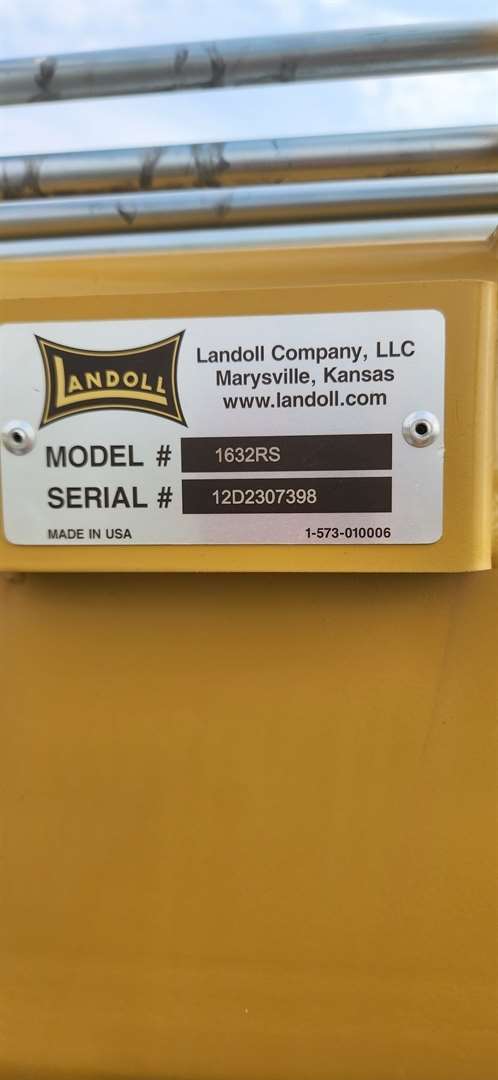 LANDOLL
Landoll Company, LLC
Marysville, Kansas
www.landoll.com
MODEL # 1632RS
SERIAL # 12D2307398
MADE IN USA 1-573-010006